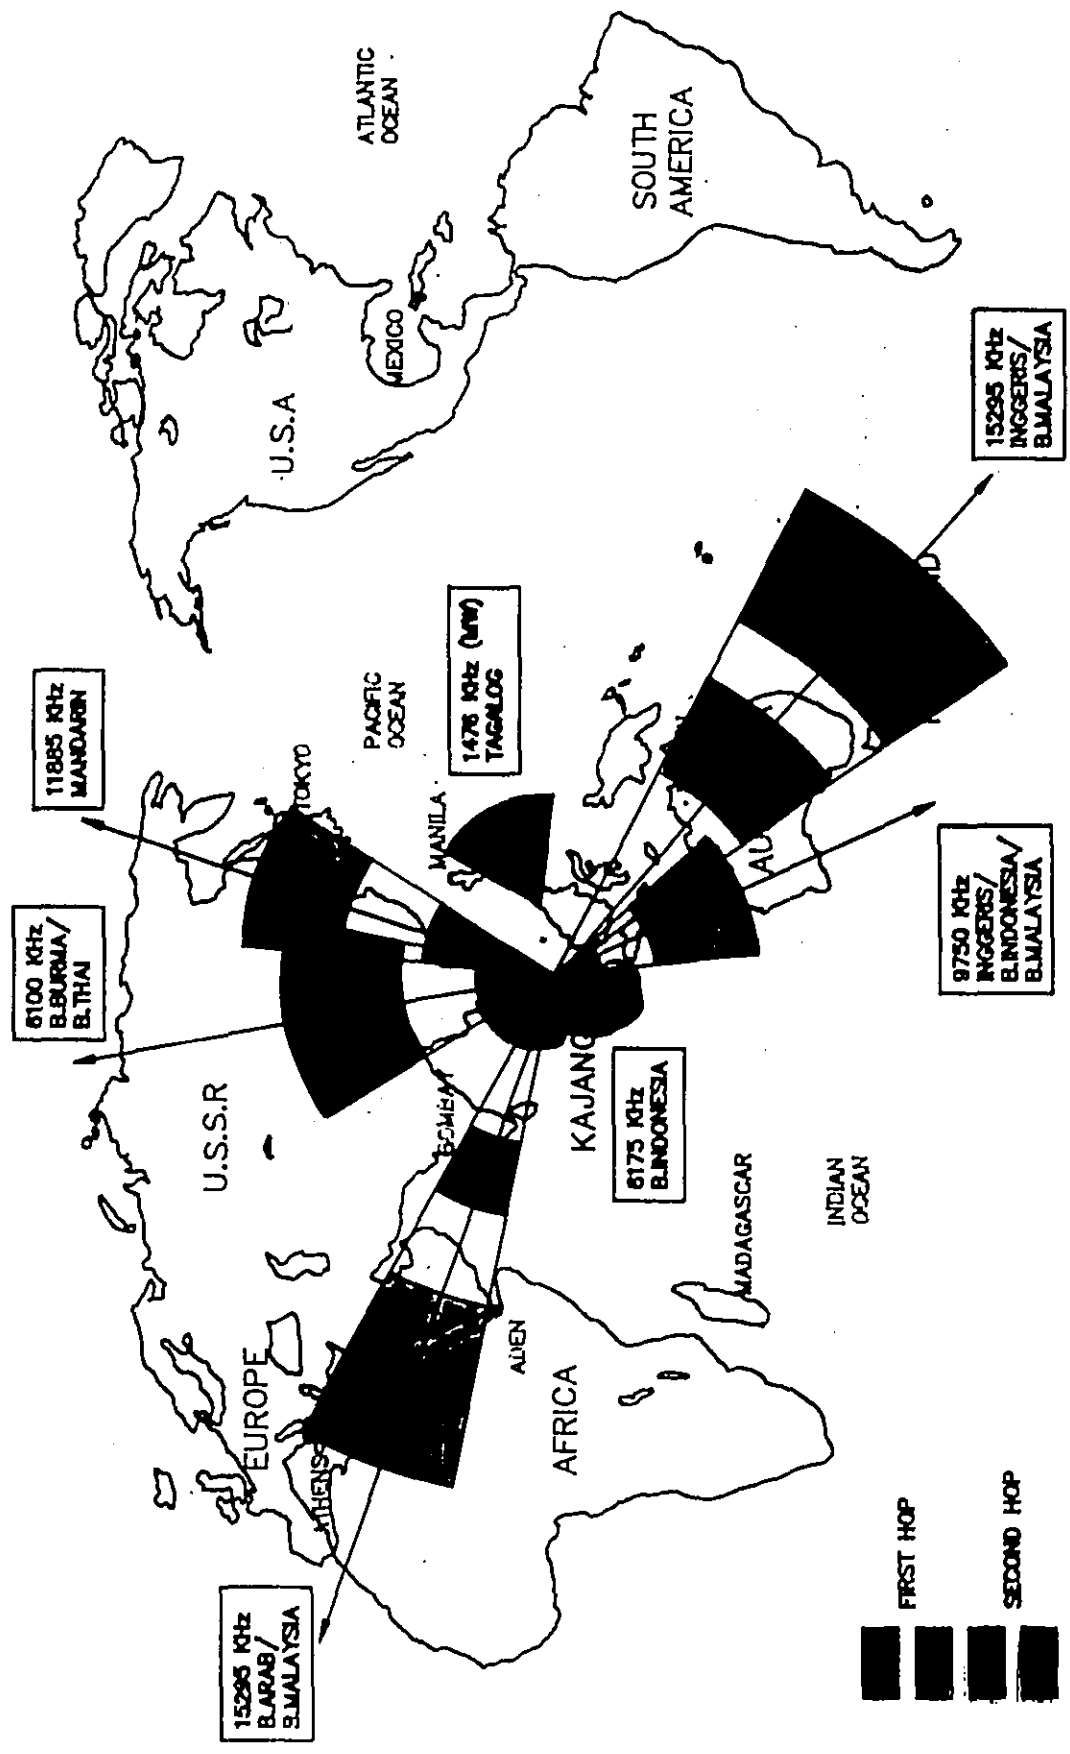 15295 KHz
B.ARAB/
B.MALAYSIA
6100 KHz
B.BURMA/
B.THAI
11885 KHz
MANDARIN
EUROPE
ATHENS
U.S.S.R
TOKYO
PACIFIC
OCEAN
U.S.A
MEXICO
ATLANTIC
OCEAN
BOMBAY
MANILA
1476 KHz (MW)
TAGALOG
ADEN
AFRICA
KAJANG
6175 KHz
B.INDONESIA
SOUTH
AMERICA
MADAGASCAR
INDIAN
OCEAN
AU
9750 KHz
INGGERIS/
B.INDONESIA/
B.MALAYSIA
15295 KHz
INGGERIS/
B.MALAYSIA
FIRST HOP
SECOND HOP